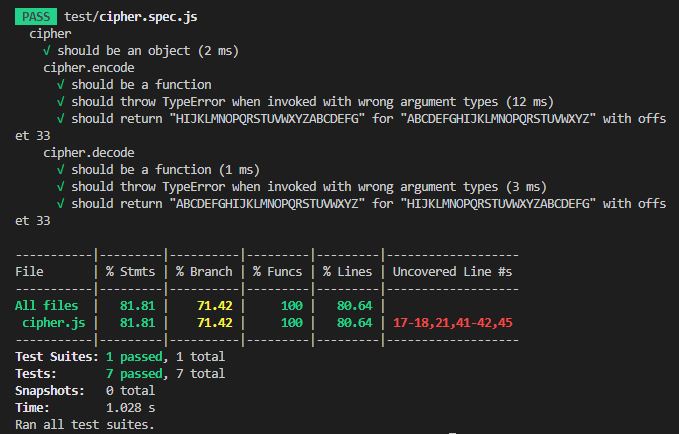 PASS test/cipher.spec.js
cipher
√ should be an object (2 ms)
cipher.encode
√ should be a function
√ should throw TypeError when invoked with wrong argument types (12 ms)
√ should return "HIJKLMNOPQRSTUVWXYZABCDEFG" for "ABCDEFGHIJKLMNOPQRSTUVWXYZ" with offs
et 33
cipher.decode
√ should be a function (1 ms)
√ should throw TypeError when invoked with wrong argument types (3 ms)
√ should return "ABCDEFGHIJKLMNOPQRSTUVWXYZ" for "HIJKLMNOPQRSTUVWXYZABCDEFG" with offs
et 33
-----------|---------|----------|---------|---------|-------------------
File | % Stmts | % Branch | % Funcs | % Lines | Uncovered Line #s
-----------|---------|----------|---------|---------|-------------------
All files | 81.81 | 71.42 | 100 | 80.64 |
cipher.js | 81.81 | 71.42 | 100 | 80.64 | 17-18,21,41-42,45
-----------|---------|----------|---------|---------|-------------------
Test Suites: 1 passed, 1 total
Tests: 7 passed, 7 total
Snapshots: 0 total
Time: 1.028 s
Ran all test suites.